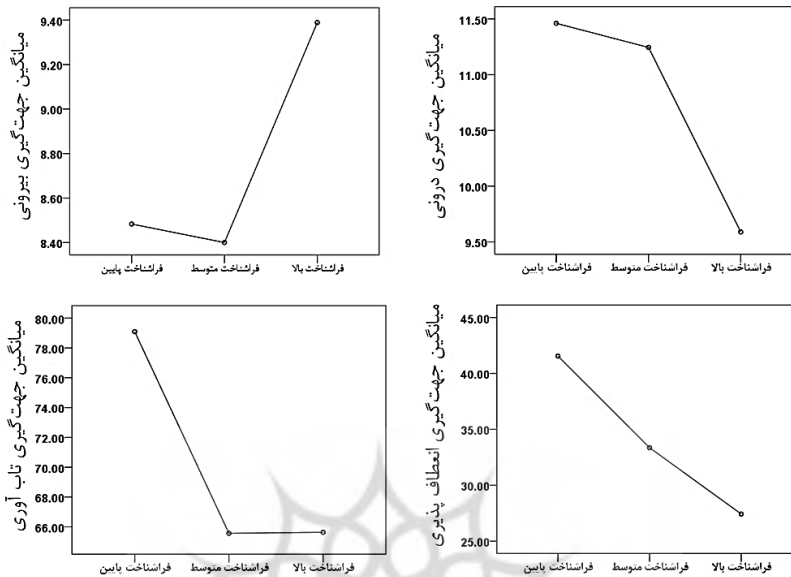 میانگین جهت‌گیری بیرونی
9.40
9.20
9.00
8.80
8.60
8.40
فراشناخت پایین
فراشناخت متوسط
فراشناخت بالا
میانگین جهت‌گیری درونی
11.50
11.00
10.50
10.00
9.50
فراشناخت پایین
فراشناخت متوسط
فراشناخت بالا
میانگین جهت‌گیری تاب آوری
80.00
78.00
76.00
74.00
72.00
70.00
68.00
66.00
فراشناخت پایین
فراشناخت متوسط
فراشناخت بالا
میانگین جهت‌گیری انعطاف پذیری
45.00
40.00
35.00
30.00
25.00
فراشناخت پایین
فراشناخت متوسط
فراشناخت بالا